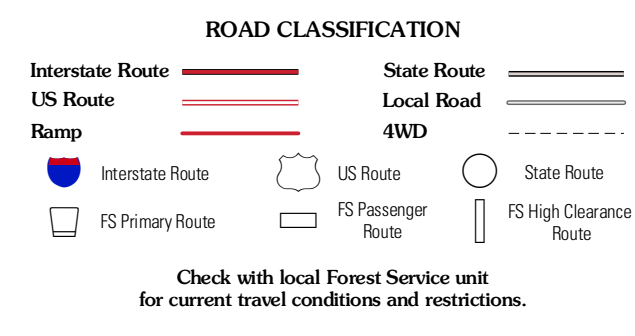 ROAD CLASSIFICATION
Interstate Route
State Route
US Route
Local Road
Ramp
4WD
Interstate Route
US Route
State Route
FS Primary Route
FS Passenger
Route
FS High Clearance
Route
Check with local Forest Service unit
for current travel conditions and restrictions.